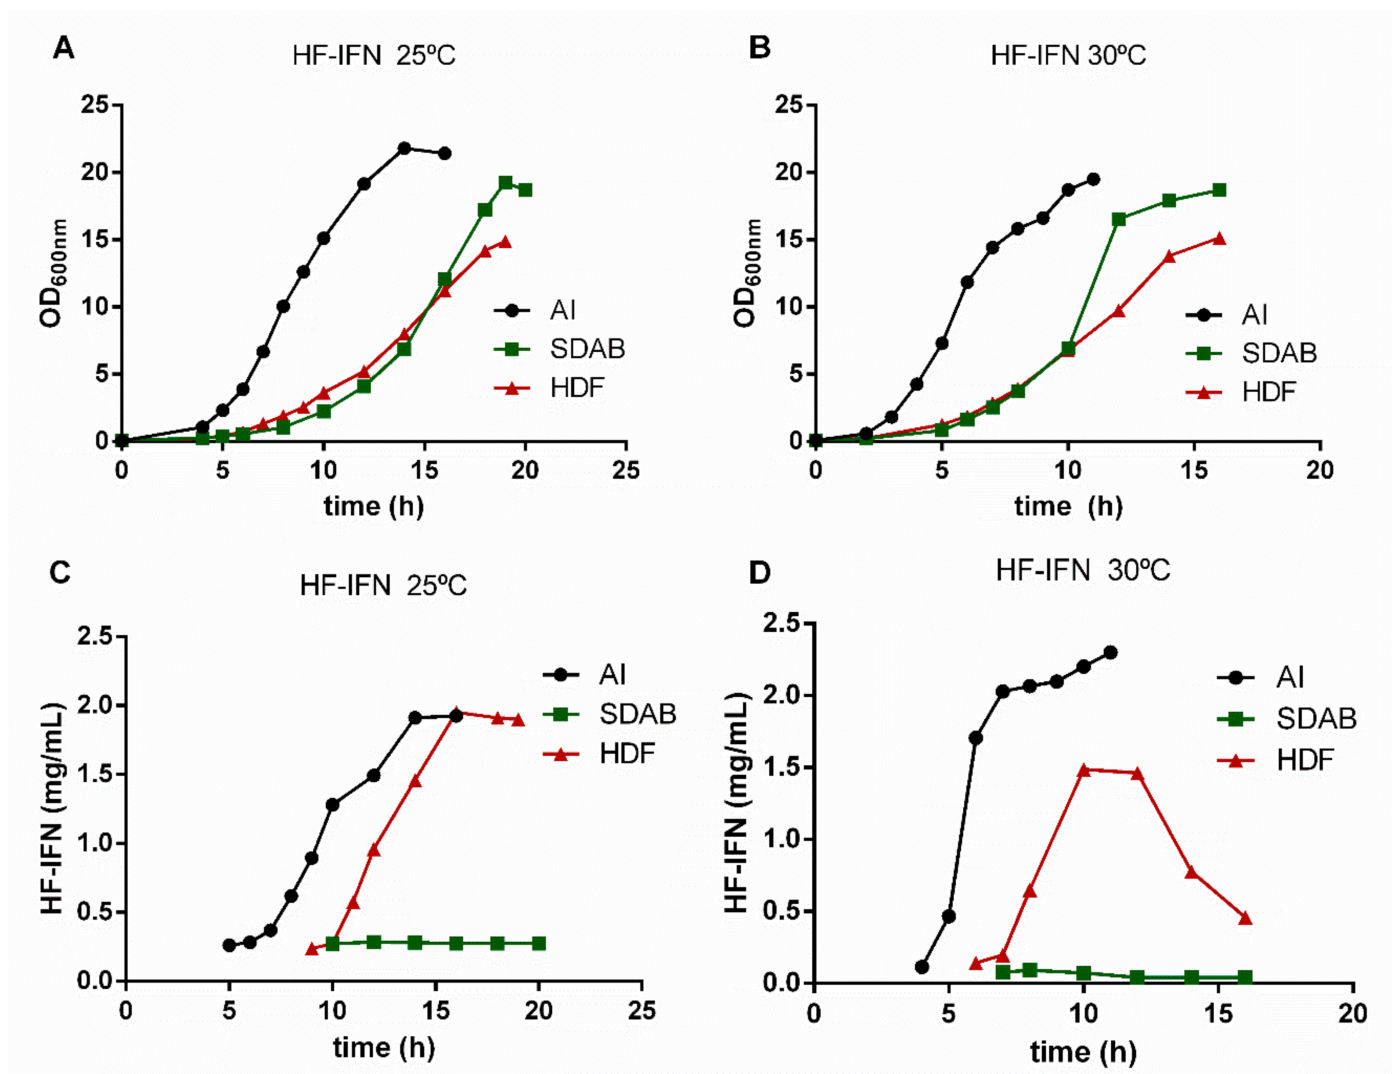 A
HF-IFN 25ºC
25
20
15
10
5
0
OD600nm
0 5 10 15 20 25
time (h)
AI
SDAB
HDF
B
HF-IFN 30ºC
25
20
15
10
5
0
OD600nm
0 5 10 15 20
time (h)
AI
SDAB
HDF
C
HF-IFN 25ºC
2.5
2.0
1.5
1.0
0.5
0.0
HF-IFN (mg/mL)
0 5 10 15 20 25
time (h)
AI
SDAB
HDF
D
HF-IFN 30ºC
2.5
2.0
1.5
1.0
0.5
0.0
HF-IFN (mg/mL)
0 5 10 15 20
time (h)
AI
SDAB
HDF